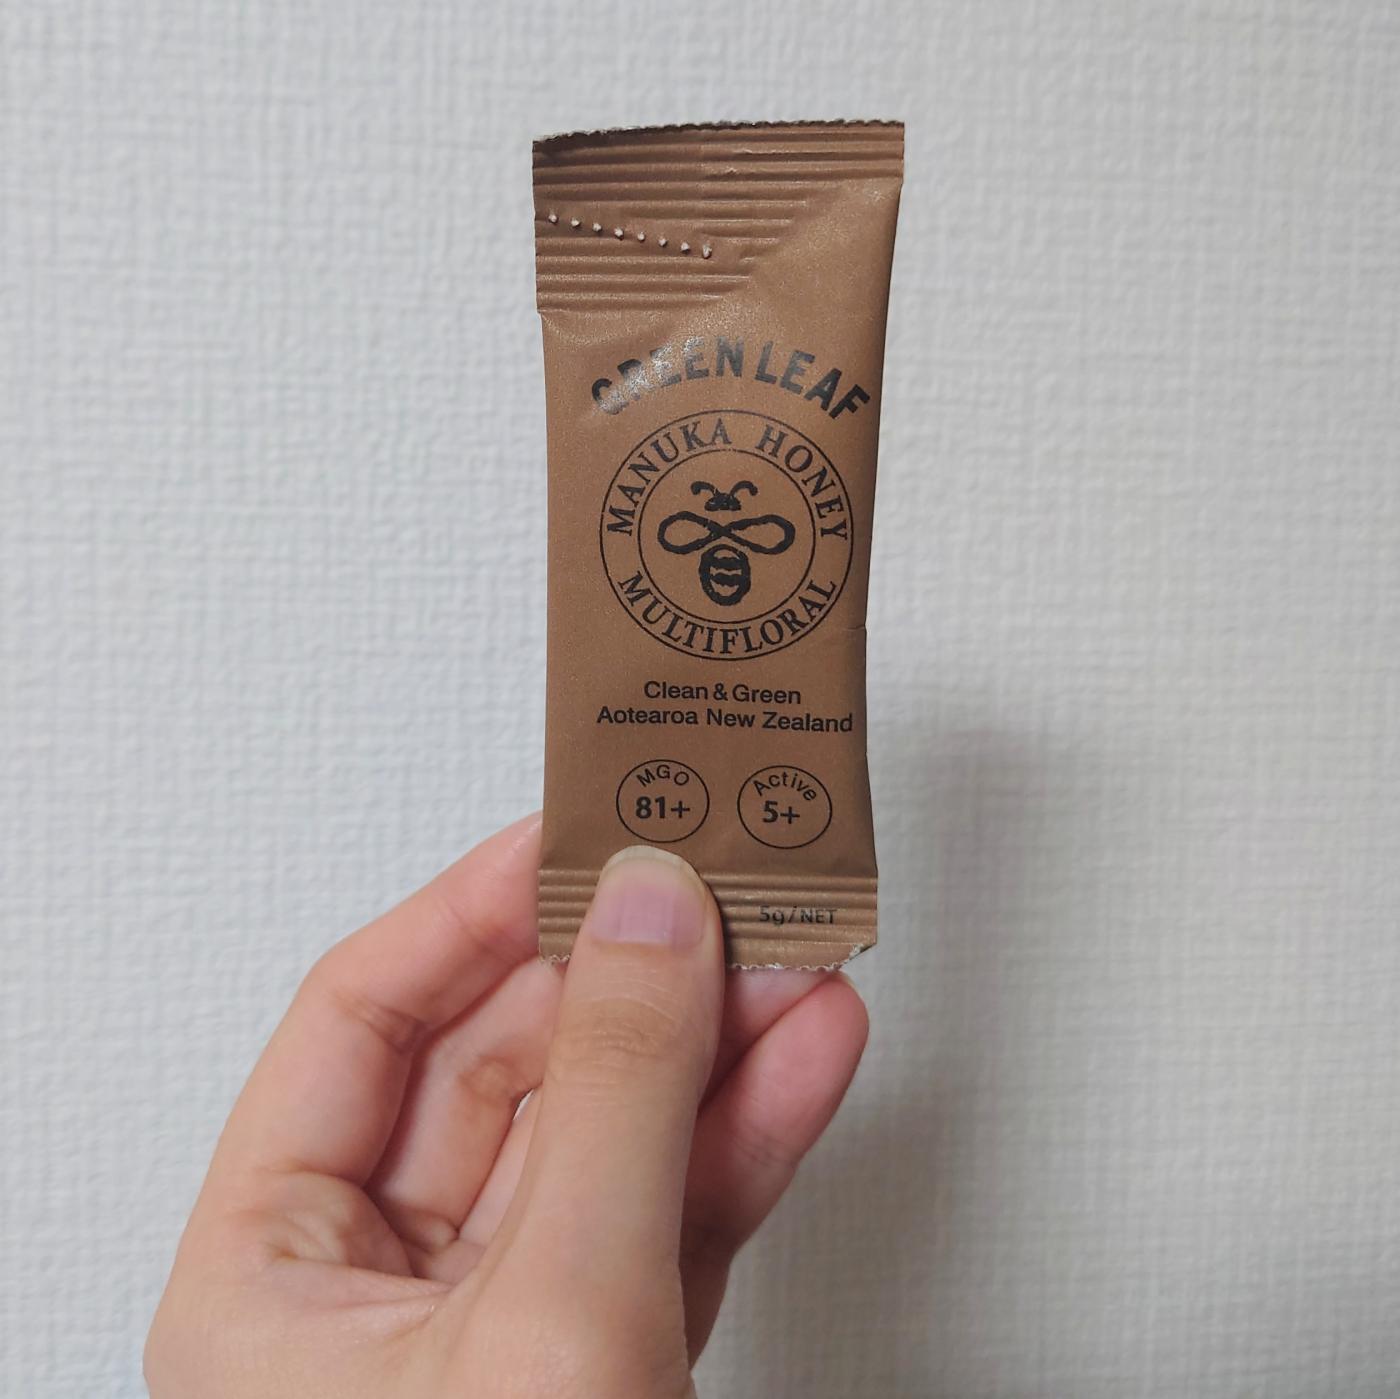 GREEN LEAF
MANUKA HONEY
MULTIFLORAL
Clean & Green
Aotearoa New Zealand
MGO
81+
Active
5+
5g/NET